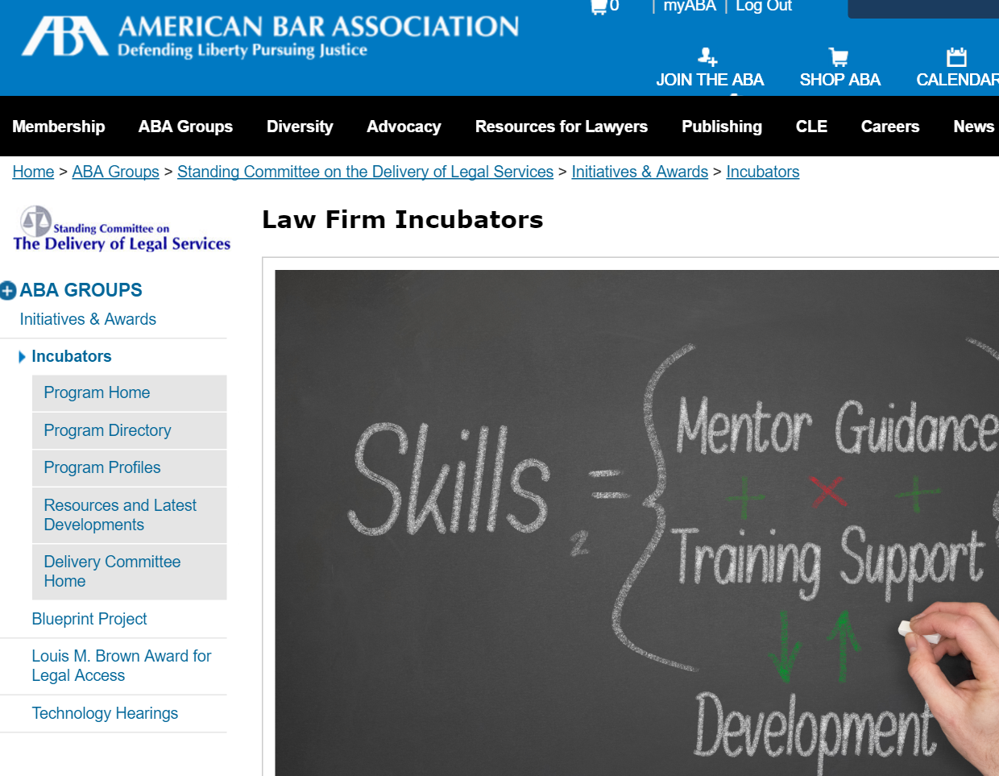 0 | myABA | Log Out
ABA AMERICAN BAR ASSOCIATION
Defending Liberty Pursuing Justice
JOIN THE ABA SHOP ABA CALENDAR
Membership ABA Groups Diversity Advocacy Resources for Lawyers Publishing CLE Careers News
Home > ABA Groups > Standing Committee on the Delivery of Legal Services > Initiatives & Awards > Incubators
Standing Committee on
The Delivery of Legal Services
Law Firm Incubators
ABA GROUPS
Initiatives & Awards
Incubators
Program Home
Program Directory
Program Profiles
Resources and Latest
Developments
Delivery Committee
Home
Blueprint Project
Louis M. Brown Award for
Legal Access
Technology Hearings
Mentor Guidance
+ × +
Skills =
2
Training Support
Development